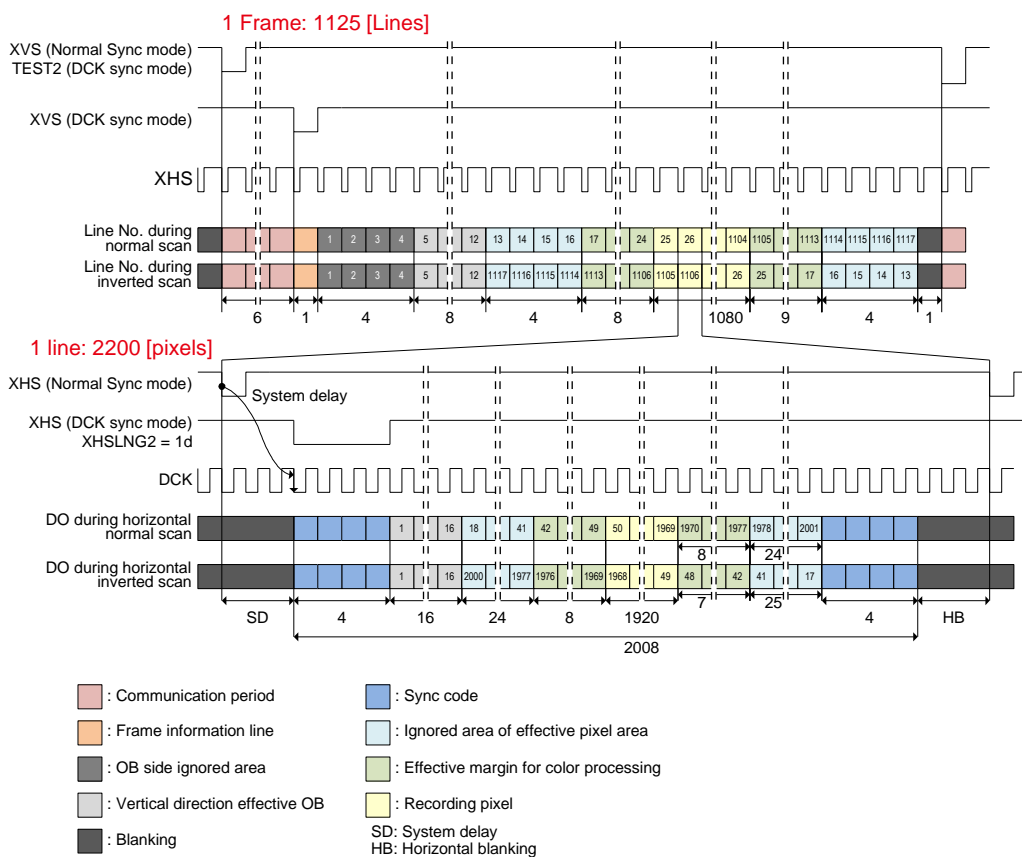 1 Frame: 1125 [Lines]
XVS (Normal Sync mode)
TEST2 (DCK sync mode)
XVS (DCK sync mode)
XHS
Line No. during normal scan
1 2 3 4 5 12 13 14 15 16 17 24 25 26 1104 1105 1113 1114 1115 1116 1117
Line No. during inverted scan
1 2 3 4 5 12 1117 1116 1115 1114 1113 1106 1105 1106 26 25 17 16 15 14 13
6 1 4 8 4 8 1080 9 4 1
1 line: 2200 [pixels]
XHS (Normal Sync mode)
System delay
XHS (DCK sync mode)
XHSLNG2 = 1d
DCK
DO during horizontal normal scan
1 16 18 41 42 49 50 1969 1970 1977 1978 2001
8 24
DO during horizontal inverted scan
1 16 2000 1977 1976 1969 1968 49 48 42 41 17
7 25
SD 4 16 24 8 1920 4 HB
2008
: Communication period
: Sync code
: Frame information line
: Ignored area of effective pixel area
: OB side ignored area
: Effective margin for color processing
: Vertical direction effective OB
: Recording pixel
: Blanking
SD: System delay
HB: Horizontal blanking